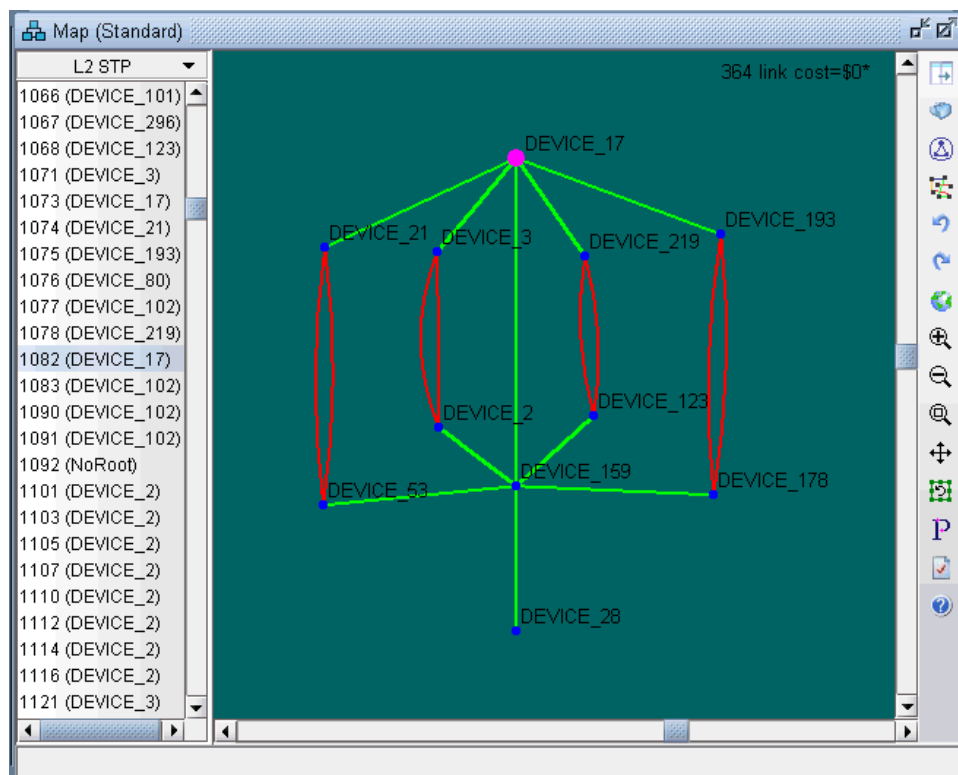 Map (Standard)
L2 STP
1066 (DEVICE_101)
1067 (DEVICE_296)
1068 (DEVICE_123)
1071 (DEVICE_3)
1073 (DEVICE_17)
1074 (DEVICE_21)
1075 (DEVICE_193)
1076 (DEVICE_80)
1077 (DEVICE_102)
1078 (DEVICE_219)
1082 (DEVICE_17)
1083 (DEVICE_102)
1090 (DEVICE_102)
1091 (DEVICE_102)
1092 (NoRoot)
1101 (DEVICE_2)
1103 (DEVICE_2)
1105 (DEVICE_2)
1107 (DEVICE_2)
1110 (DEVICE_2)
1112 (DEVICE_2)
1114 (DEVICE_2)
1116 (DEVICE_2)
1121 (DEVICE_3)
364 link cost=$0*
DEVICE_17
DEVICE_193
DEVICE_21
DEVICE_3
DEVICE_219
DEVICE_2
DEVICE_123
DEVICE_159
DEVICE_178
DEVICE_53
DEVICE_28
P
?